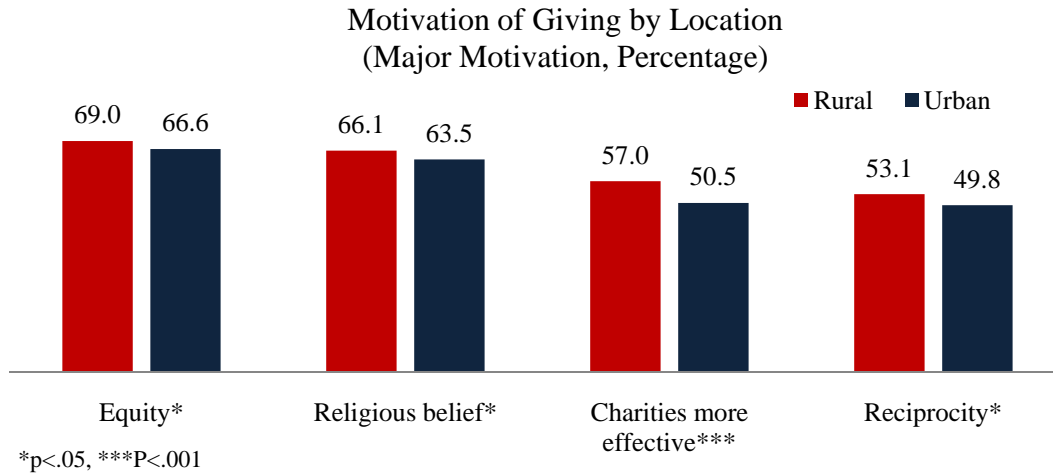 Motivation of Giving by Location
(Major Motivation, Percentage)
Rural Urban
69.0 66.6 66.1 63.5 57.0 50.5 53.1 49.8
Equity* Religious belief* Charities more effective*** Reciprocity*
*p<.05, ***P<.001